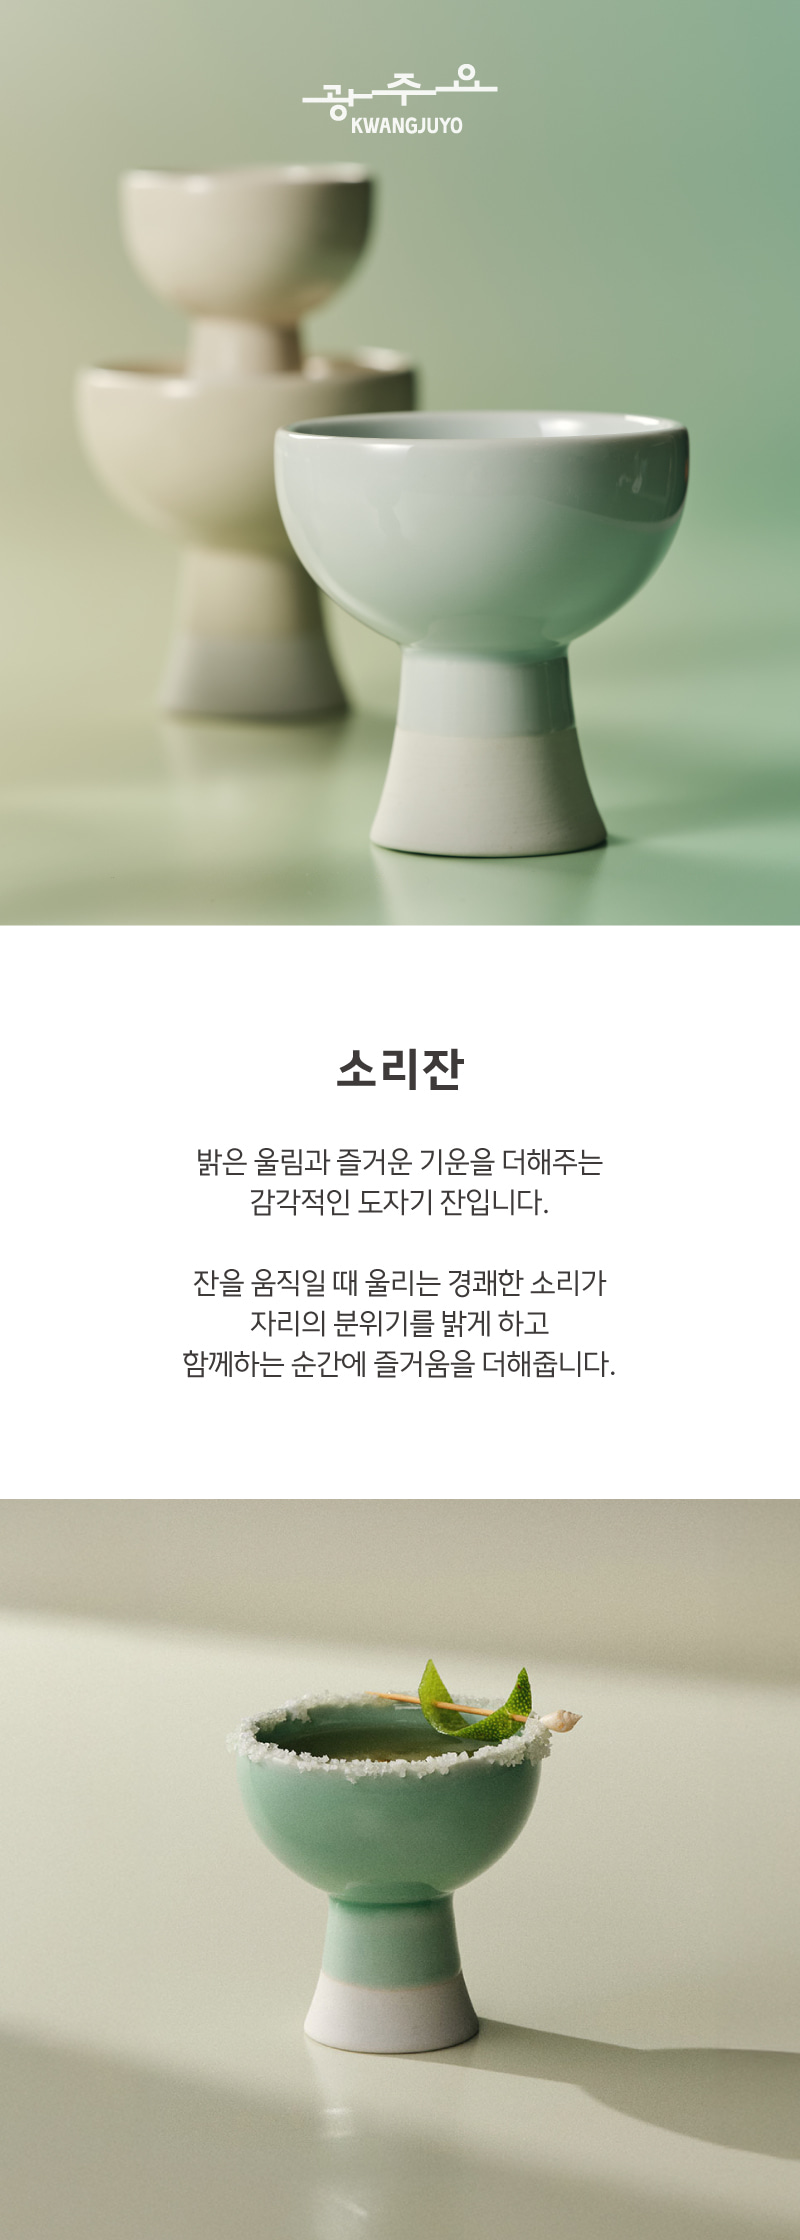 광주요
KWANGJUYO
소리잔
밝은 울림과 즐거운 기운을 더해주는
감각적인 도자기 잔입니다.
잔을 움직일 때 울리는 경쾌한 소리가
자리의 분위기를 밝게 하고
함께하는 순간에 즐거움을 더해줍니다.